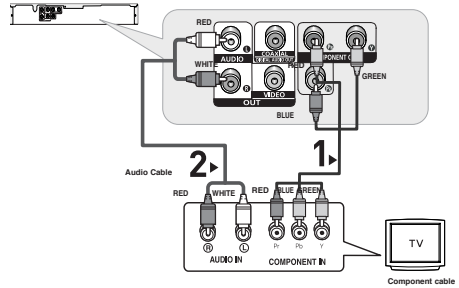 RED
WHITE
AUDIO
L
R
COAXIAL
VIDEO
OUT
RED
GREEN
BLUE
Y
1
2
Audio Cable
RED WHITE
RED BLUE GREEN
R L
AUDIO IN
Pr Pb Y
COMPONENT IN
TV
Component cable